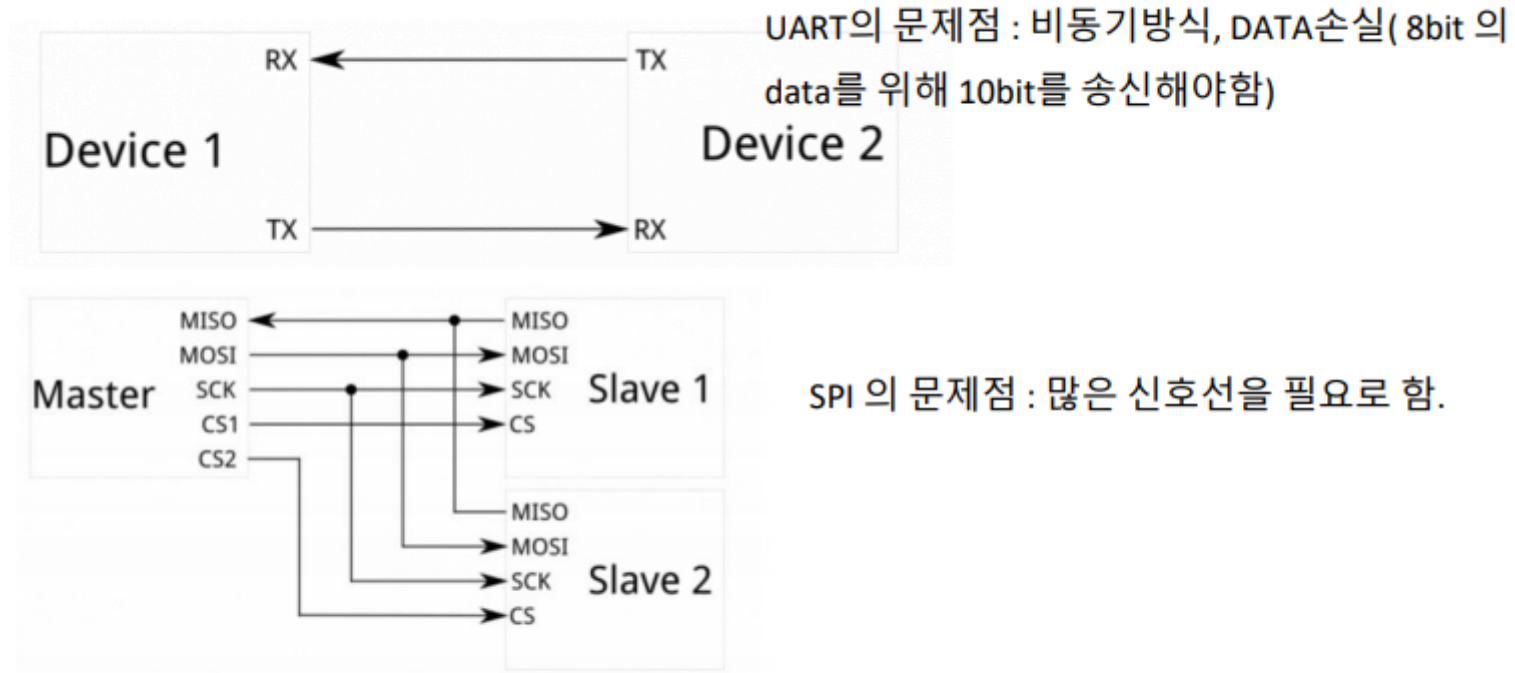 UART의 문제점 : 비동기방식, DATA손실( 8bit 의
data를 위해 10bit를 송신해야함)
RX
TX
Device 1
Device 2
TX
RX
MISO
MISO
MOSI
MOSI
Master
SCK
SCK
Slave 1
CS1
CS
CS2
SPI 의 문제점 : 많은 신호선을 필요로 함.
MISO
MOSI
SCK
Slave 2
CS